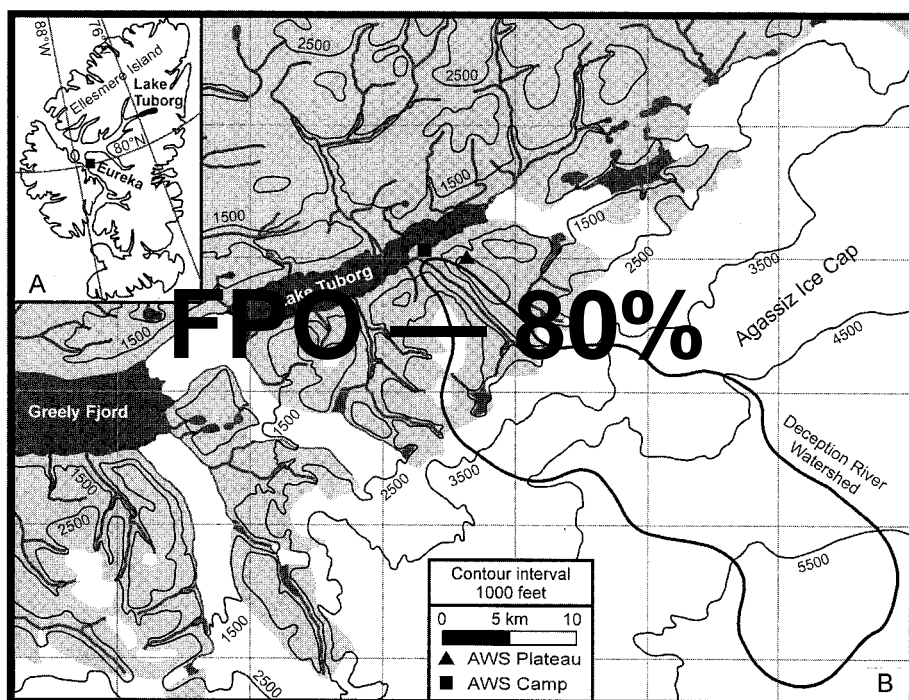 88°W
76°W
Ellesmere Island
Lake
Tuborg
80°N
Eureka
A
2500
2500
1500
1500
1500
2500
3500
Agassiz Ice Cap
4500
Lake Tuborg
FPO — 80%
1500
Greely Fjord
1500
Deception River
Watershed
1500
2500
3500
2500
5500
1500
2500
Contour interval
1000 feet
0 5 km 10
AWS Plateau
AWS Camp
B